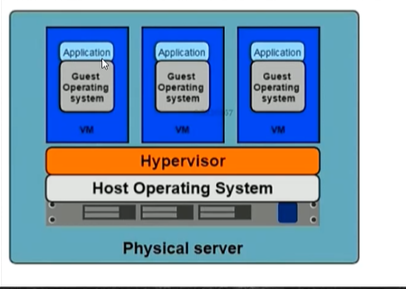 Application
Guest
Operating
system
VM
Application
Guest
Operating
system
VM
Application
Guest
Operating
system
VM
Hypervisor
Host Operating System
Physical server